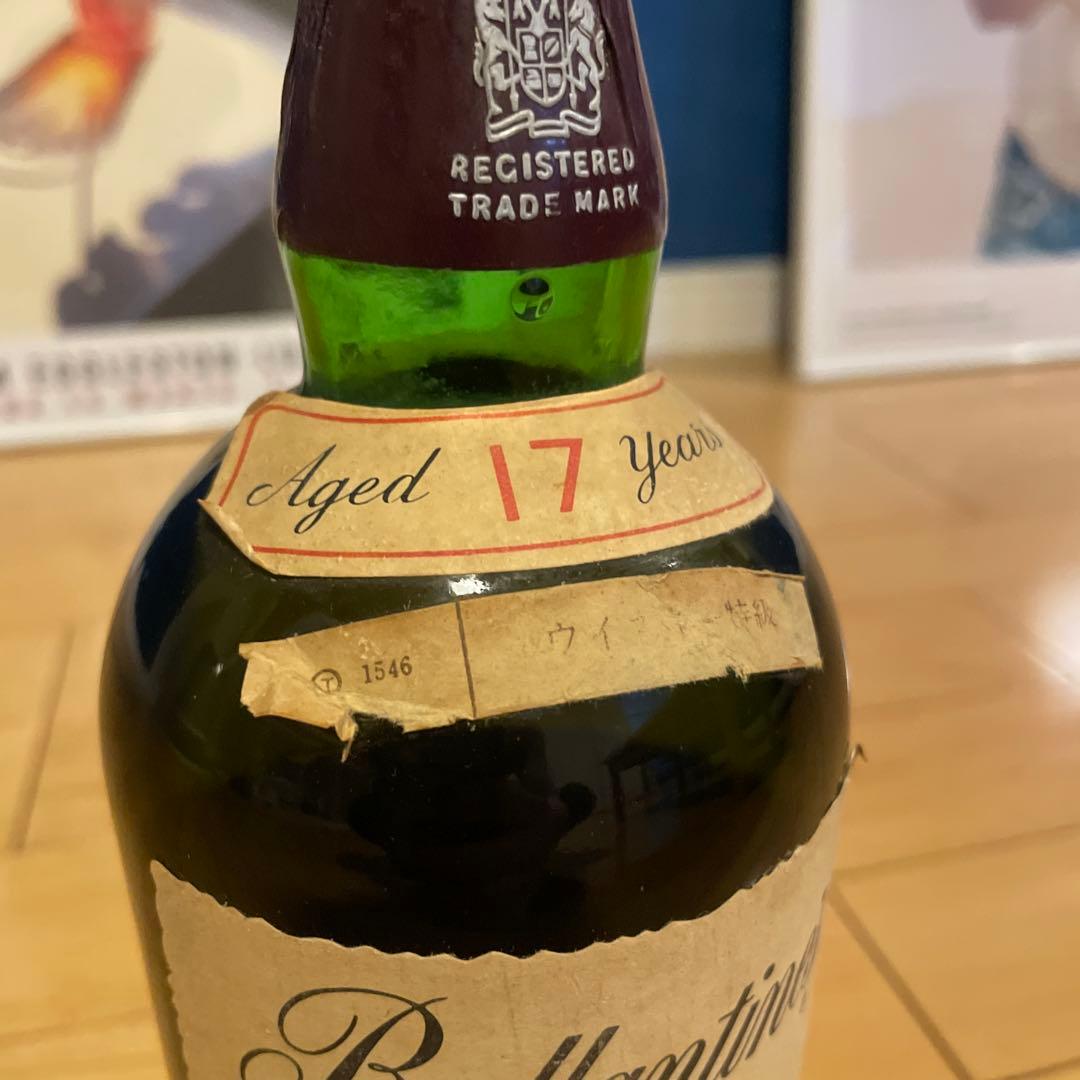 REGISTERED
TRADE MARK
Aged 17 Years
Ⓣ 1546 ウイスキー特級
Ballantine's